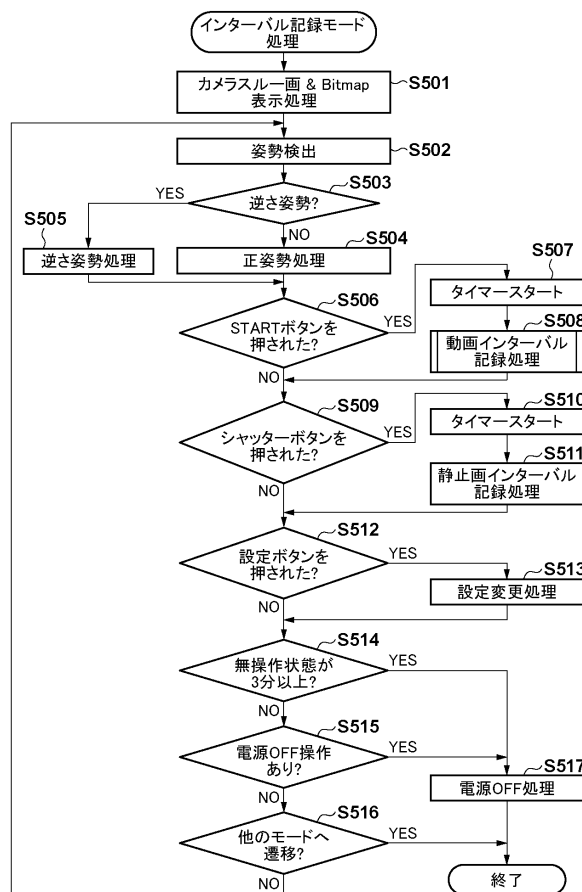 インターバル記録モード
処理
カメラスルー画 & Bitmap
表示処理
S501
姿勢検出
S502
逆さ姿勢?
S503
YES
NO
S505
逆さ姿勢処理
正姿勢処理
S504
STARTボタンを
押された?
S506
YES
NO
S507
タイマースタート
S508
動画インターバル
記録処理
シャッターボタンを
押された?
S509
YES
NO
S510
タイマースタート
S511
静止画インターバル
記録処理
設定ボタンを
押された?
S512
YES
NO
S513
設定変更処理
無操作状態が
3分以上?
S514
YES
NO
電源OFF操作
あり?
S515
YES
NO
S517
電源OFF処理
他のモードへ
遷移?
S516
YES
NO
終了